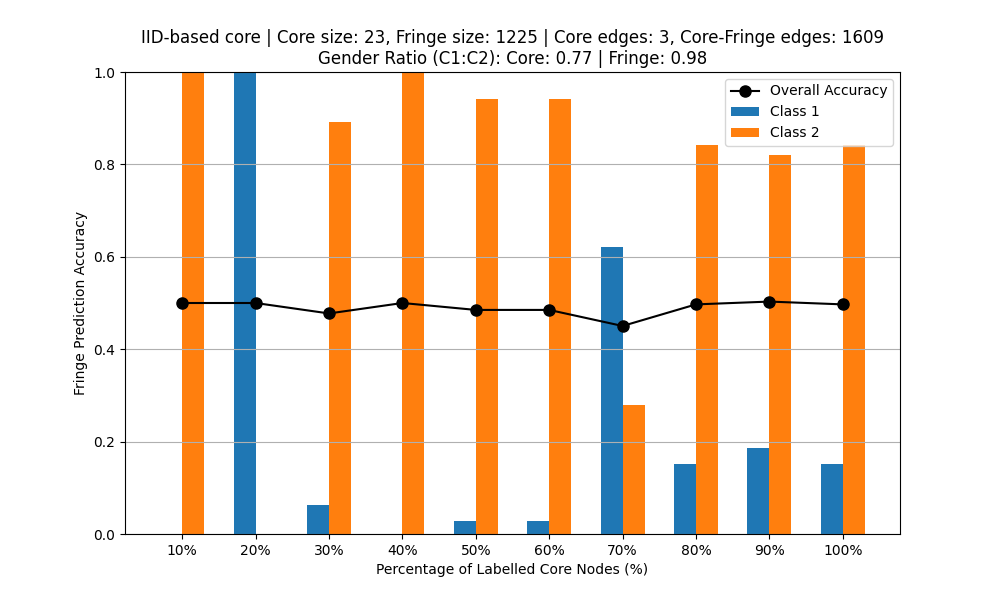 IID-based core | Core size: 23, Fringe size: 1225 | Core edges: 3, Core-Fringe edges: 1609
Gender Ratio (C1:C2): Core: 0.77 | Fringe: 0.98
1.0
0.8
0.6
0.4
0.2
0.0
Fringe Prediction Accuracy
Overall Accuracy
Class 1
Class 2
10% 20% 30% 40% 50% 60% 70% 80% 90% 100%
Percentage of Labelled Core Nodes (%)